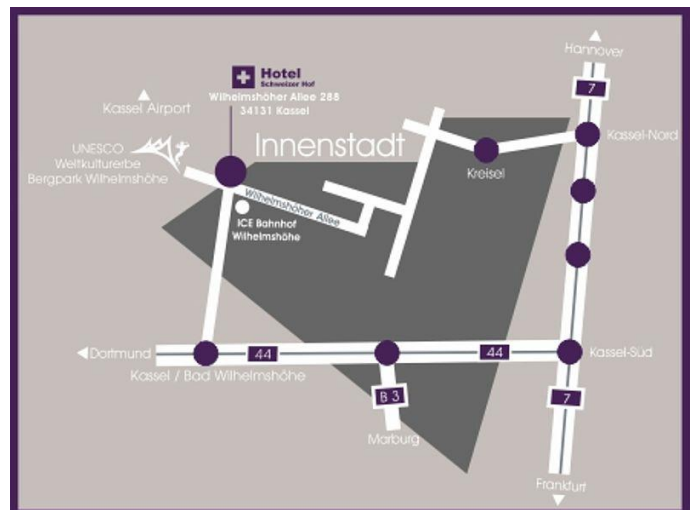 Hannover
7
Hotel
Schweizer Hof
Wilhelmshöher Allee 288
34131 Kassel
Kassel Airport
Innenstadt
Kassel-Nord
UNESCO
Weltkulturerbe
Bergpark Wilhelmshöhe
Kreisel
Wilhelmshöher Allee
ICE Bahnhof
Wilhelmshöhe
Dortmund
44
44
Kassel-Süd
Kassel / Bad Wilhelmshöhe
B 3
7
Marburg
Frankfurt